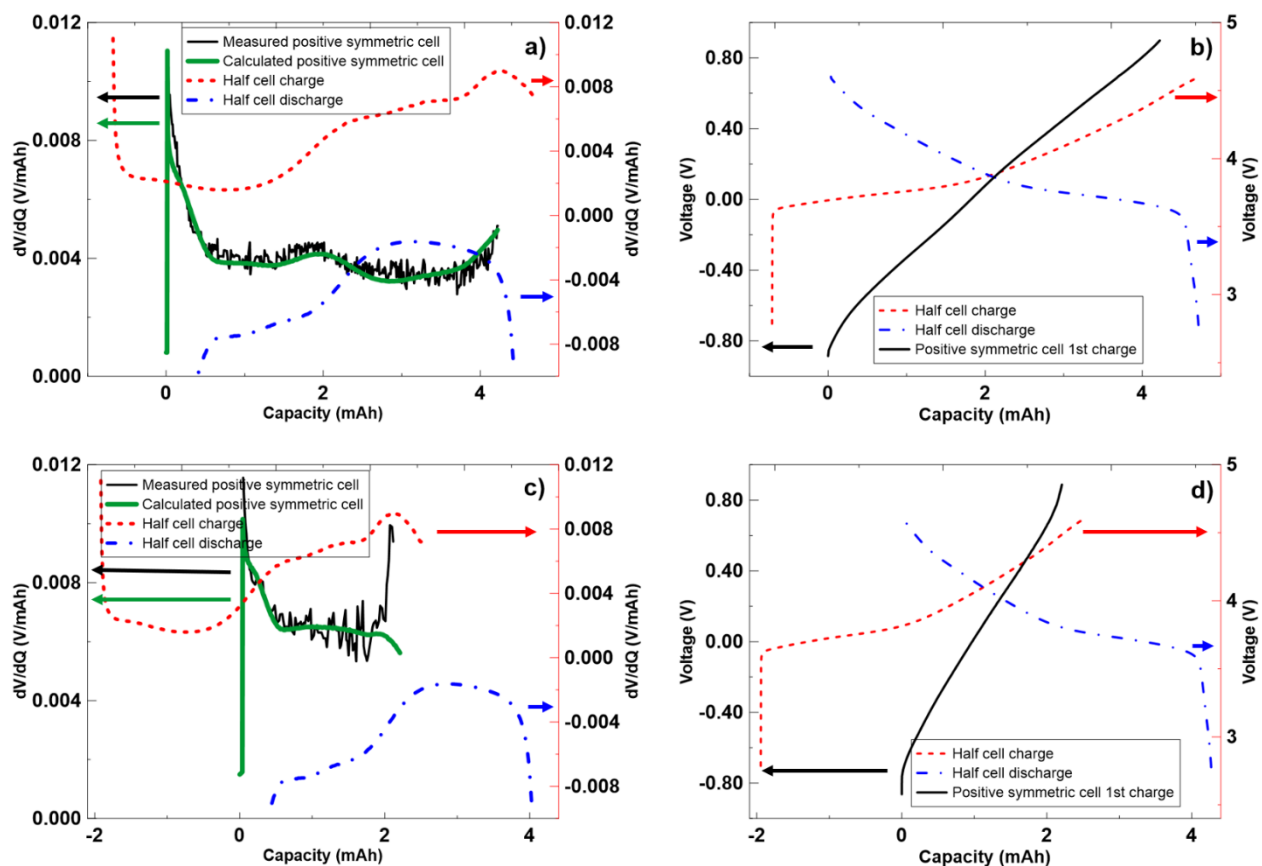 a)
0.012
0.008
0.004
0.000
dV/dQ (V/mAh)
Measured positive symmetric cell
Calculated positive symmetric cell
Half cell charge
Half cell discharge
0.012
0.008
0.004
0.000
-0.004
-0.008
dV/dQ (V/mAh)
0 2 4
Capacity (mAh)
b)
0.80
0.40
0.00
-0.40
-0.80
Voltage (V)
Half cell charge
Half cell discharge
Positive symmetric cell 1st charge
5
4
3
Voltage (V)
0 2 4
Capacity (mAh)
c)
0.012
0.008
0.004
0.000
dV/dQ (V/mAh)
Measured positive symmetric cell
Calculated positive symmetric cell
Half cell charge
Half cell discharge
0.012
0.008
0.004
0.000
-0.004
-0.008
dV/dQ (V/mAh)
-2 0 2 4
Capacity (mAh)
d)
0.80
0.40
0.00
-0.40
-0.80
Voltage (V)
Half cell charge
Half cell discharge
Positive symmetric cell 1st charge
5
4
3
Voltage (V)
-2 0 2 4
Capacity (mAh)